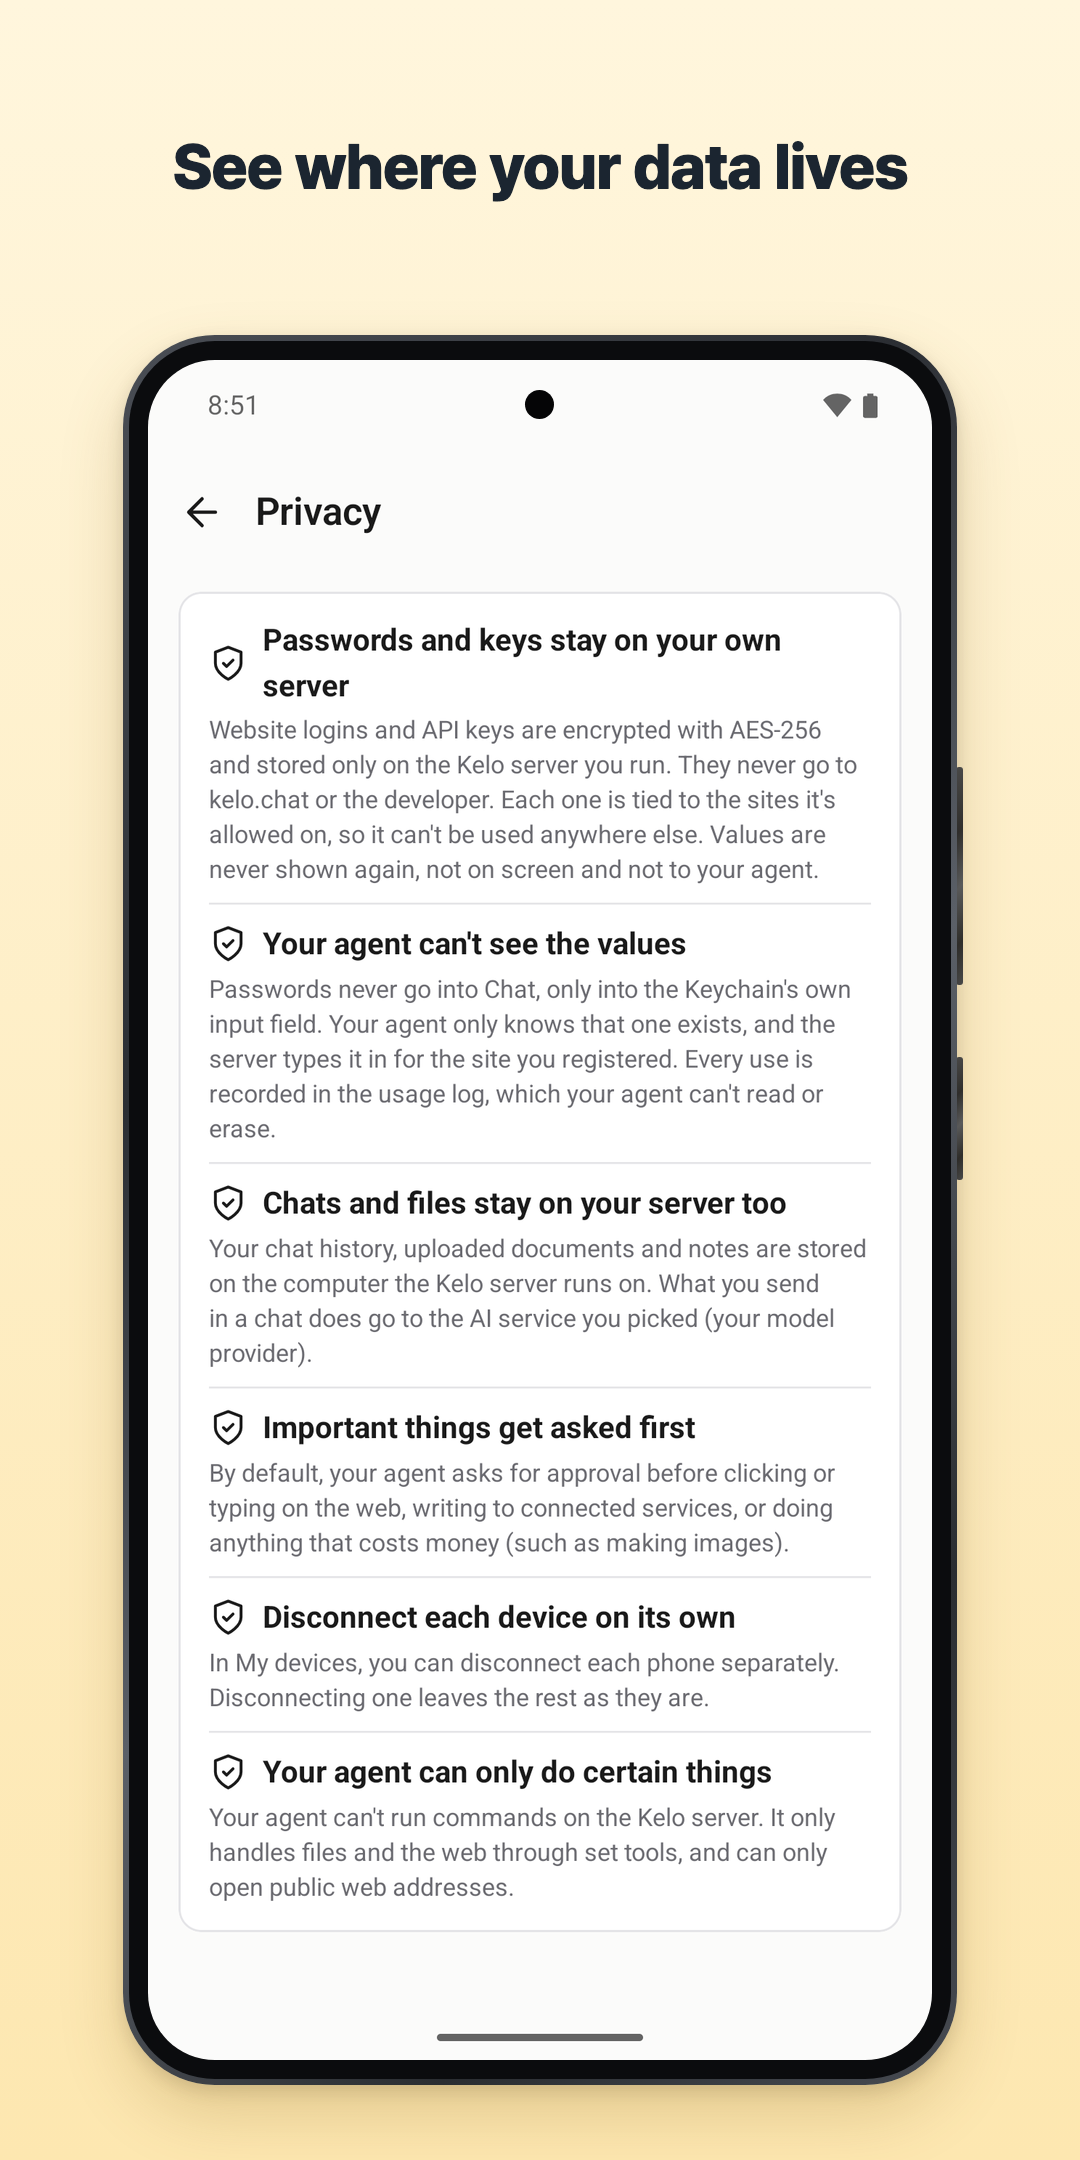 See where your data lives
8:51
Privacy
Passwords and keys stay on your own
server
Website logins and API keys are encrypted with AES-256
and stored only on the Kelo server you run. They never go to
kelo.chat or the developer. Each one is tied to the sites it's
allowed on, so it can't be used anywhere else. Values are
never shown again, not on screen and not to your agent.
Your agent can't see the values
Passwords never go into Chat, only into the Keychain's own
input field. Your agent only knows that one exists, and the
server types it in for the site you registered. Every use is
recorded in the usage log, which your agent can't read or
erase.
Chats and files stay on your server too
Your chat history, uploaded documents and notes are stored
on the computer the Kelo server runs on. What you send
in a chat does go to the AI service you picked (your model
provider).
Important things get asked first
By default, your agent asks for approval before clicking or
typing on the web, writing to connected services, or doing
anything that costs money (such as making images).
Disconnect each device on its own
In My devices, you can disconnect each phone separately.
Disconnecting one leaves the rest as they are.
Your agent can only do certain things
Your agent can't run commands on the Kelo server. It only
handles files and the web through set tools, and can only
open public web addresses.